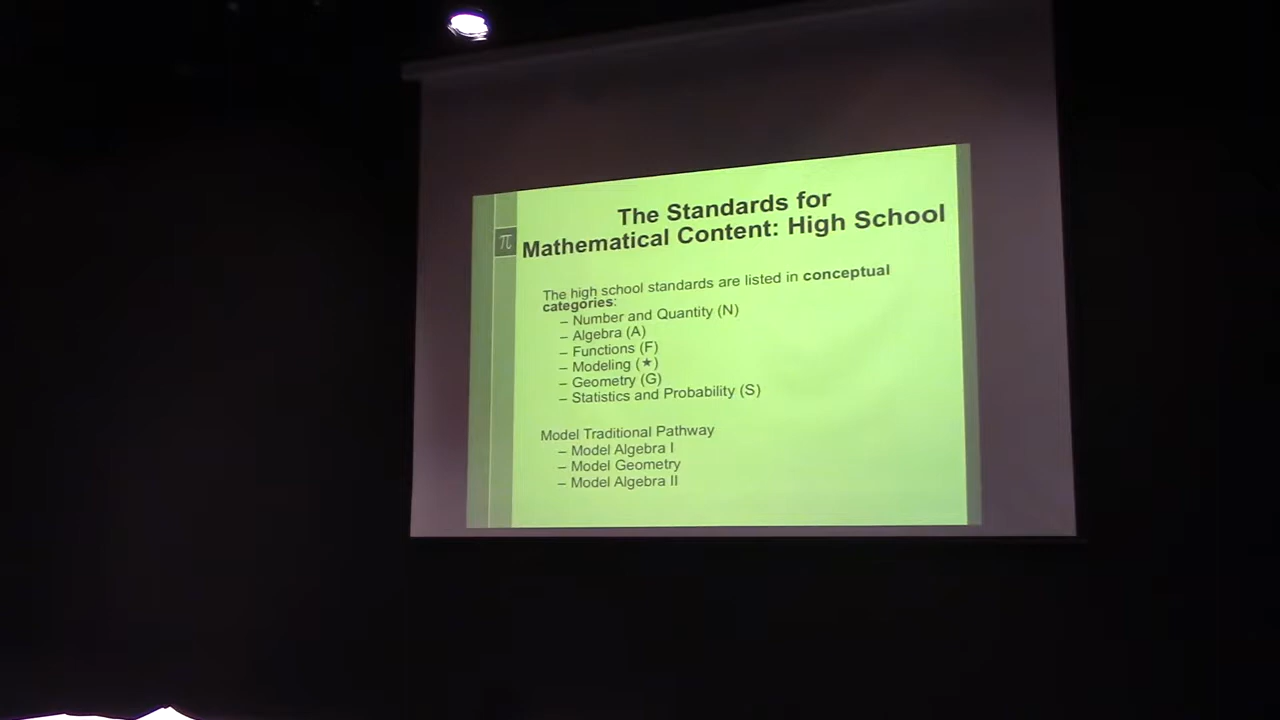 The Standards for
Mathematical Content: High School
π
The high school standards are listed in conceptual
categories:
– Number and Quantity (N)
– Algebra (A)
– Functions (F)
– Modeling (★)
– Geometry (G)
– Statistics and Probability (S)
Model Traditional Pathway
– Model Algebra I
– Model Geometry
– Model Algebra II